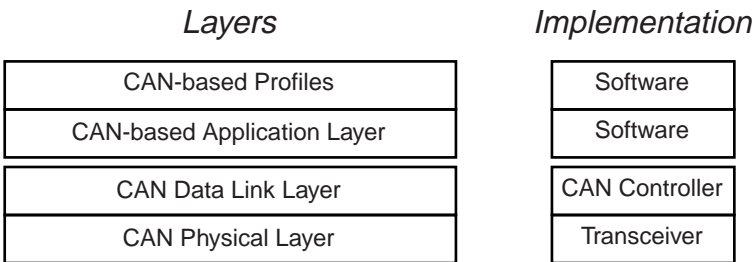 Layers Implementation
CAN-based Profiles Software
CAN-based Application Layer Software
CAN Data Link Layer CAN Controller
CAN Physical Layer Transceiver